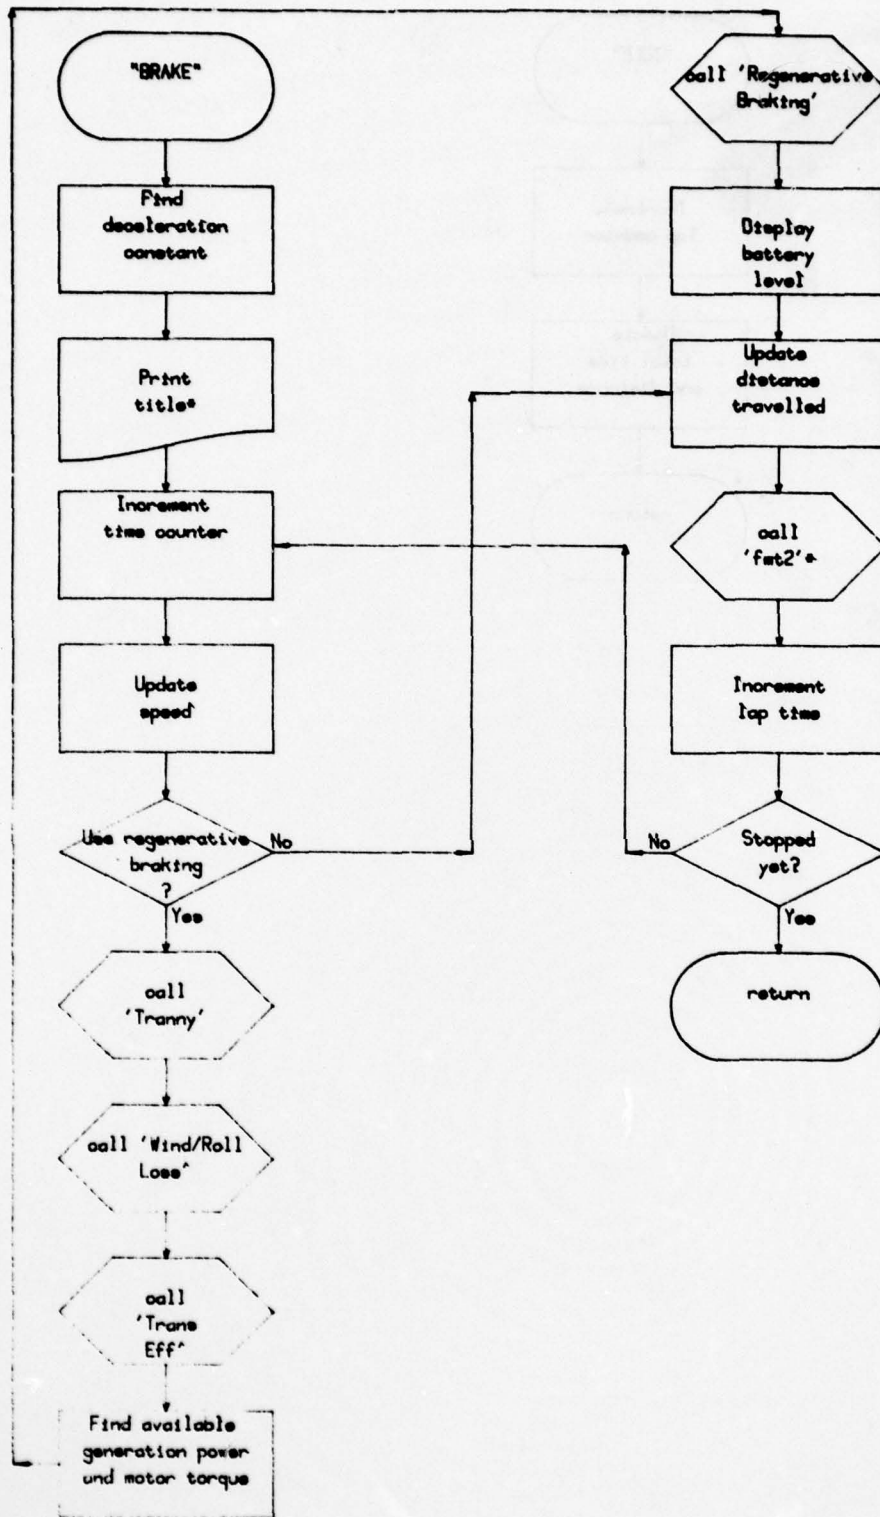 "BRAKE"
Find
deceleration
constant
Print
title*
Increment
time counter
Update
speed
Use regenerative
braking
?
No
Yes
call
'Tranny'
call 'Wind/Roll
Loss'
call
'Trans
Eff'
Find available
generation power
and motor torque
call 'Regenerative
Braking'
Display
battery
level
Update
distance
travelled
call
'fmt2'*
Increment
lap time
Stopped
yet?
No
Yes
return